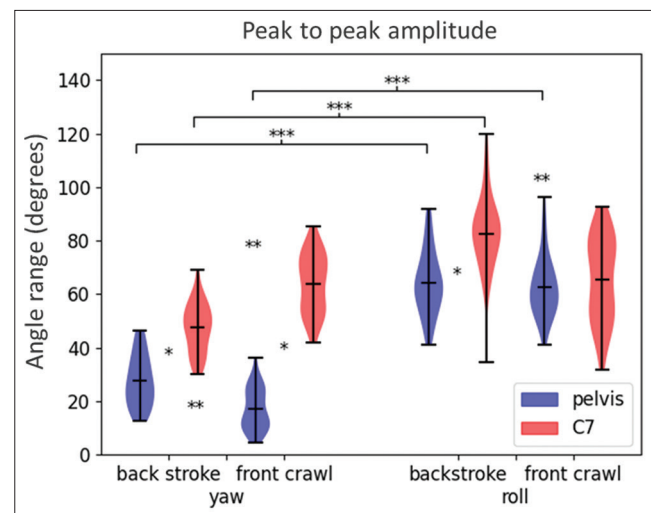 Peak to peak amplitude
Angle range (degrees)
140
120
100
80
60
40
20
0
***
***
***
**
**
*
*
*
**
pelvis
C7
back stroke front crawl backstroke front crawl
yaw roll